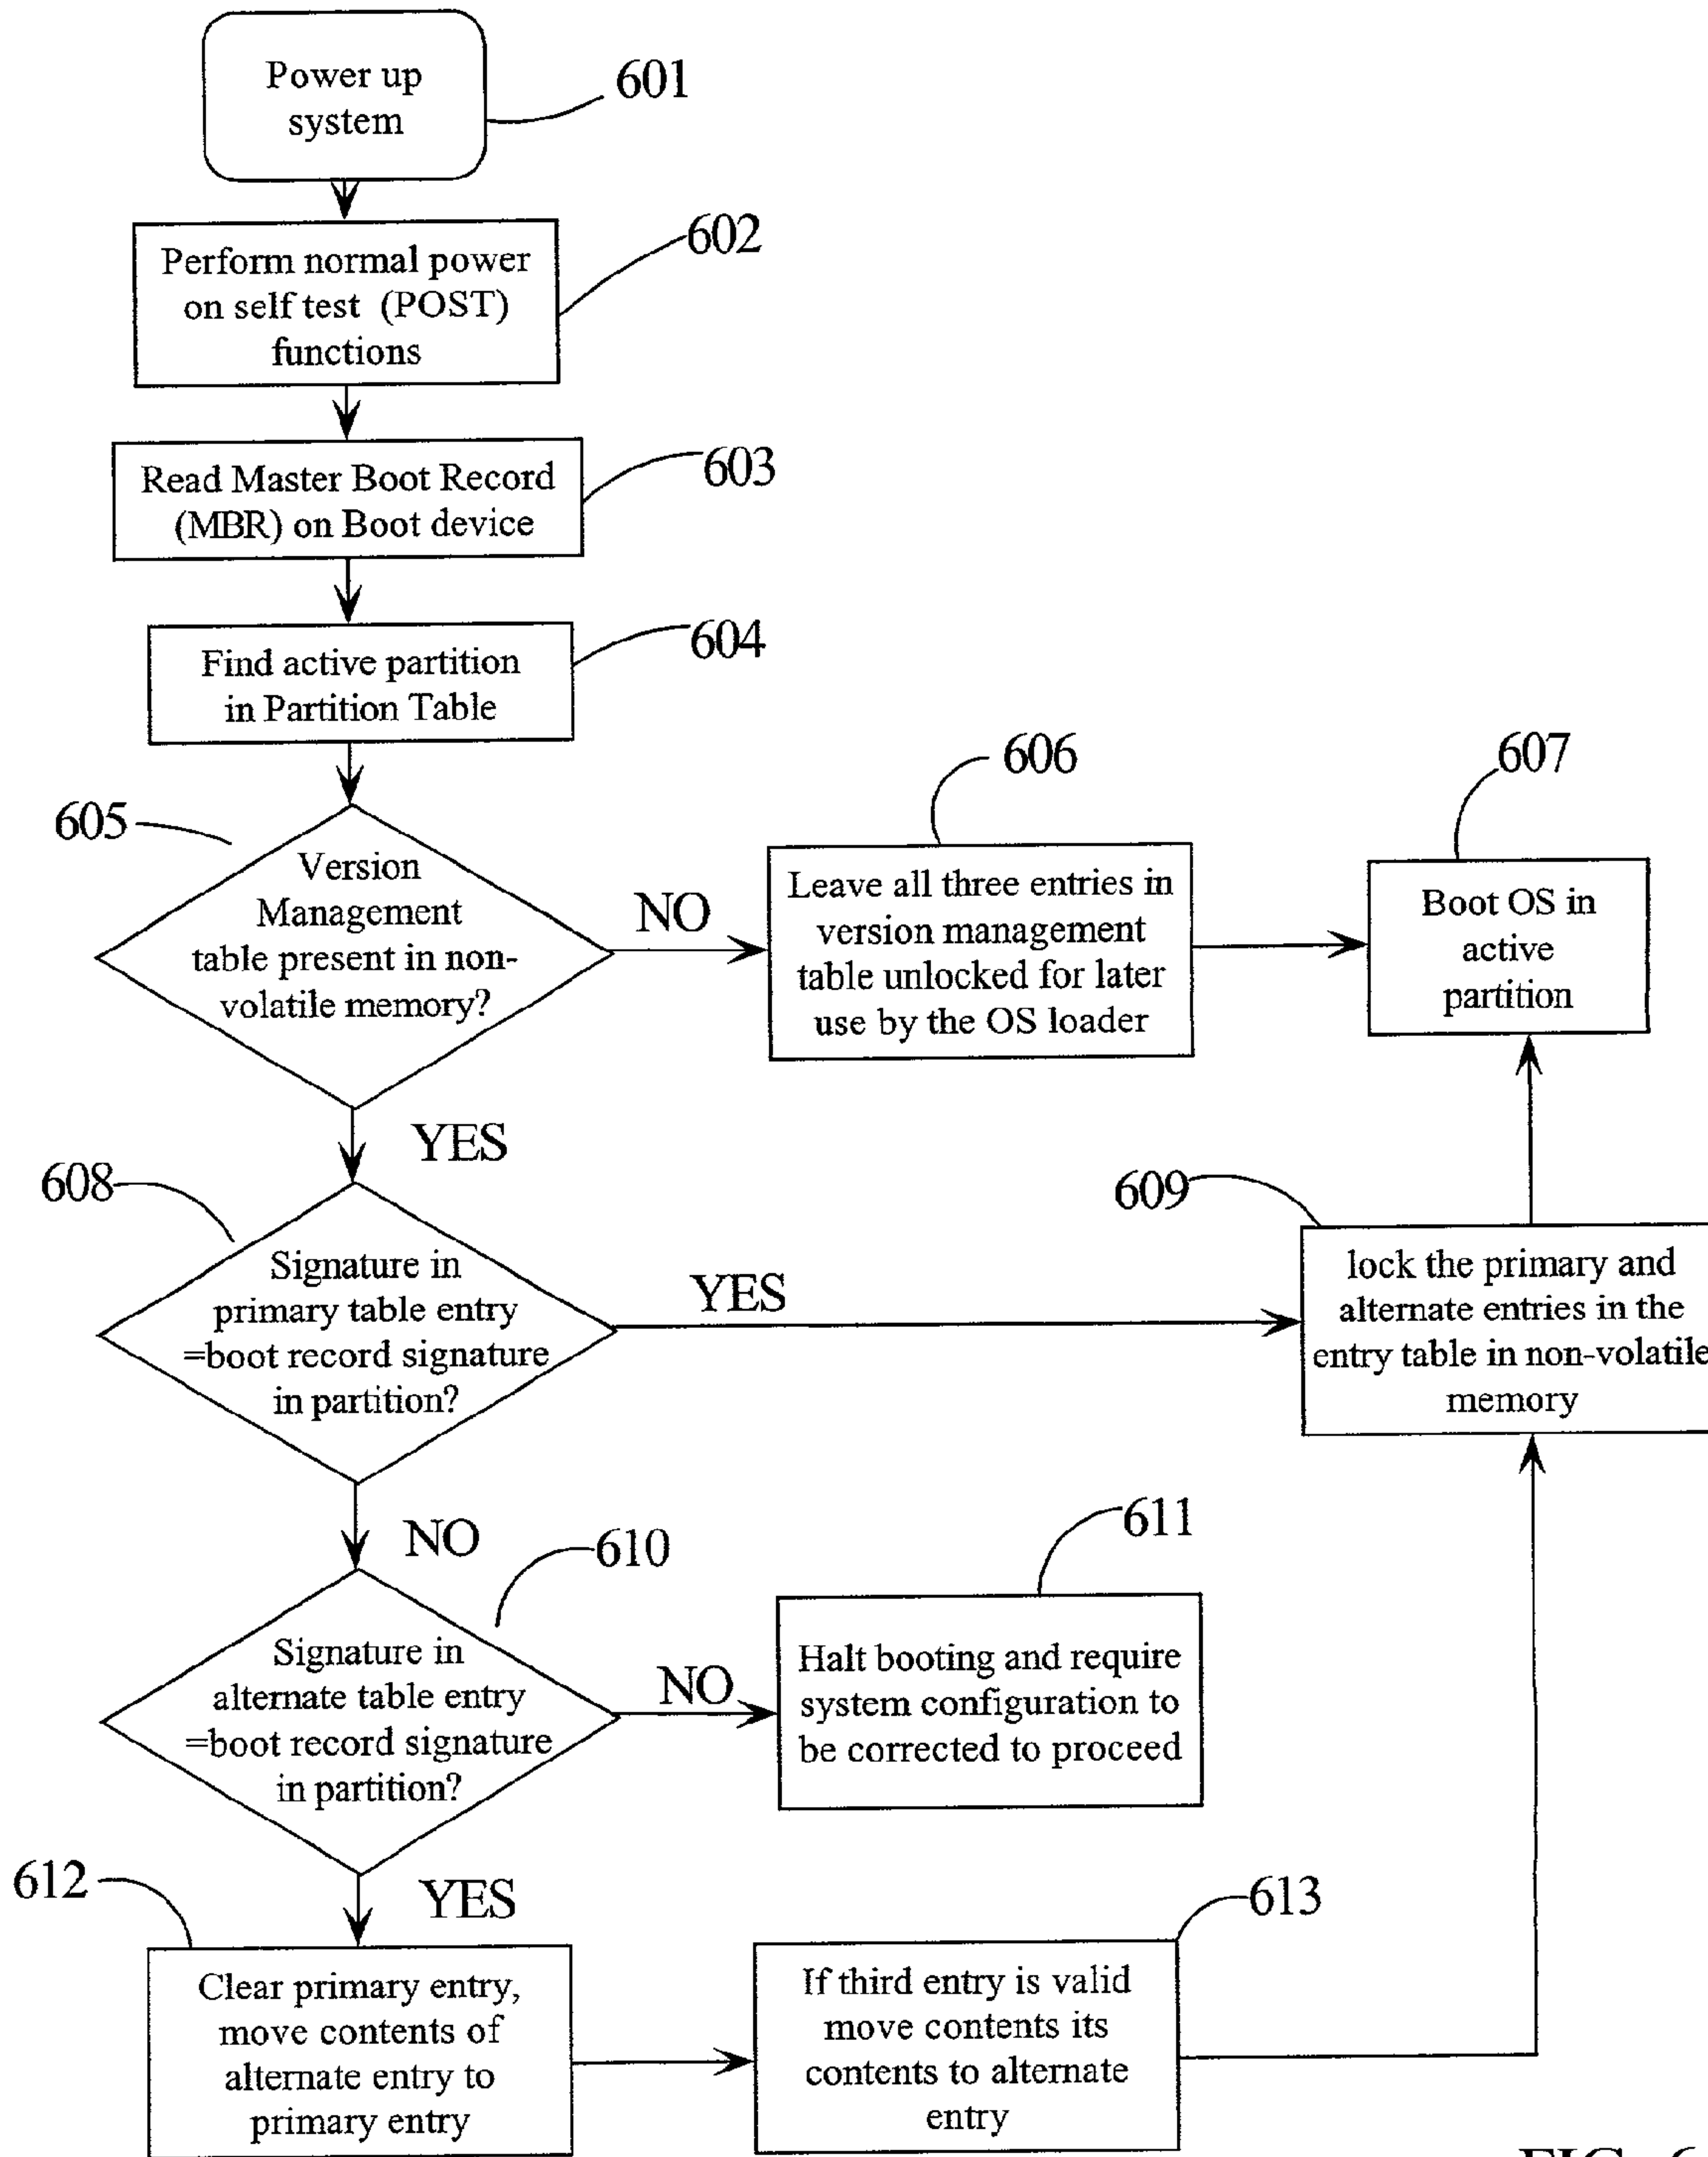 Power up
system
601
Perform normal power
on self test (POST)
functions
602
Read Master Boot Record
(MBR) on Boot device
603
Find active partition
in Partition Table
604
605
Version
Management
table present in non-
volatile memory?
NO
606
Leave all three entries in
version management
table unlocked for later
use by the OS loader
607
Boot OS in
active
partition
YES
608
Signature in
primary table entry
=boot record signature
in partition?
YES
609
lock the primary and
alternate entries in the
entry table in non-volatile
memory
NO
610
Signature in
alternate table entry
=boot record signature
in partition?
NO
611
Halt booting and require
system configuration to
be corrected to proceed
YES
612
Clear primary entry,
move contents of
alternate entry to
primary entry
613
If third entry is valid
move contents its
contents to alternate
entry
FIG. 6